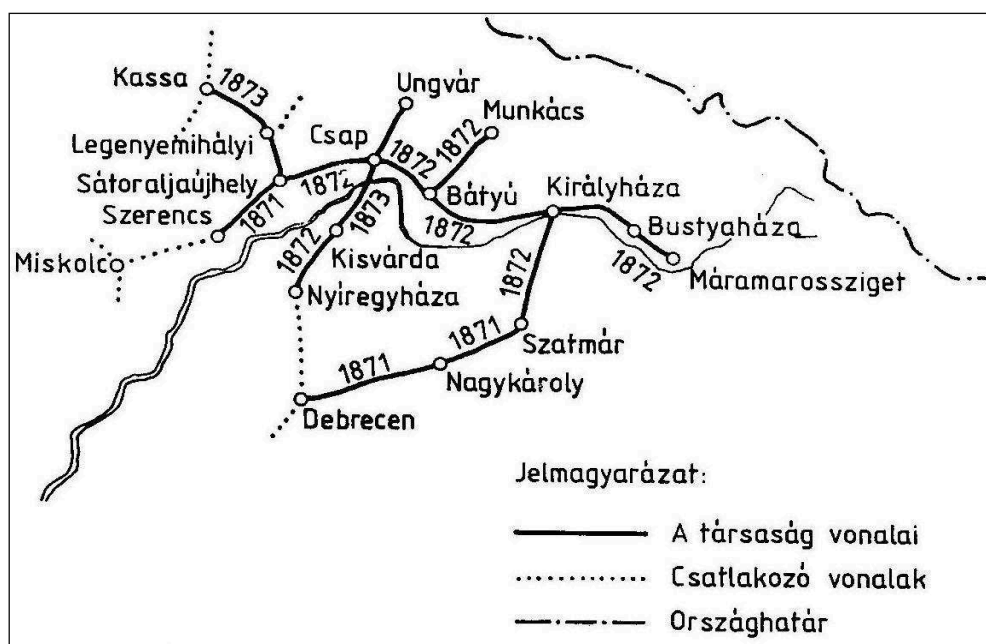 Kassa
1873
Ungvár
Munkács
Legenyemihályi
Csap
1872
1872
Sátoraljaújhely
1872
Bátyú
Királyháza
Szerencs
1871
1873
1872
Bustyaháza
Miskolc
1872
Kisvárda
1872
1872
Máramarossziget
Nyíregyháza
1871
Szatmár
1871
Nagykároly
Debrecen
Jelmagyarázat:
A társaság vonalai
Csatlakozó vonalak
Országhatár